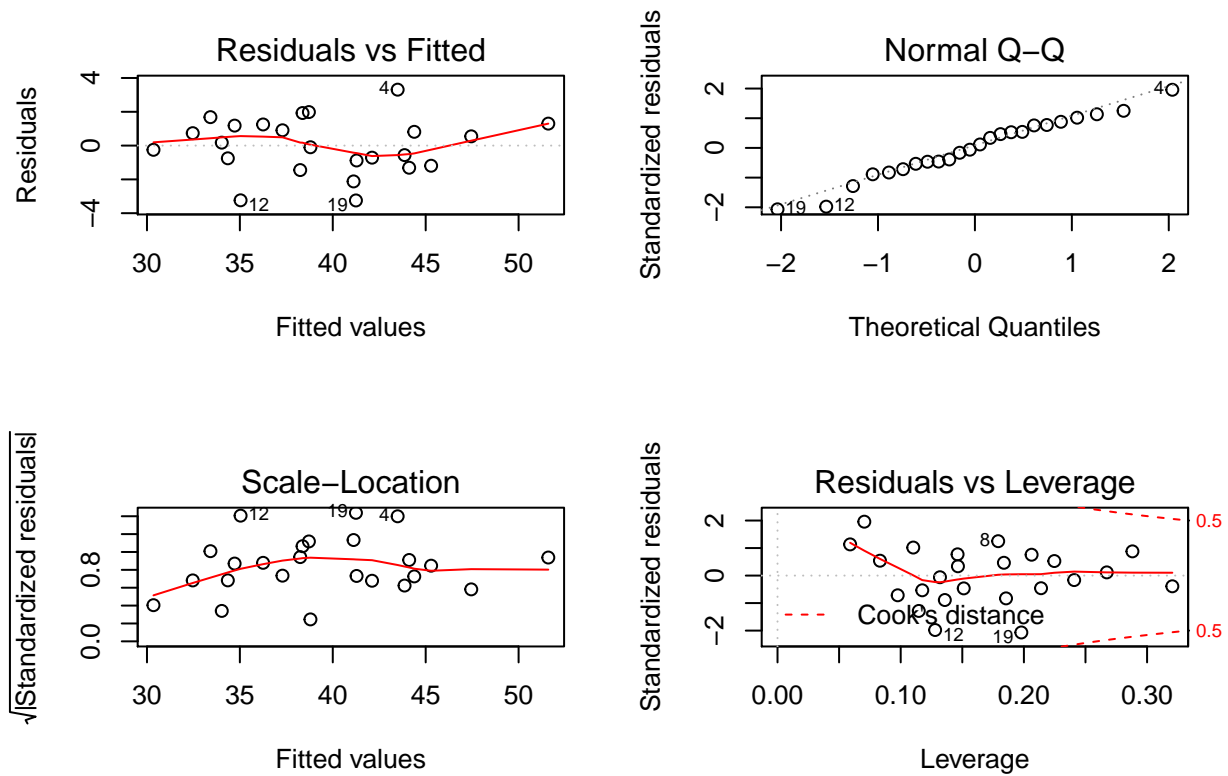 Residuals vs Fitted
Residuals
4
0
−4
4
12
19
30 35 40 45 50
Fitted values
Normal Q−Q
Standardized residuals
2
0
−2
4
19
12
−2 −1 0 1 2
Theoretical Quantiles
Scale−Location
√|Standardized residuals|
0.8
0.0
12
19
4
30 35 40 45 50
Fitted values
Residuals vs Leverage
Standardized residuals
2
0
−2
8
0.5
Cook's distance
12
19
0.5
0.00 0.10 0.20 0.30
Leverage